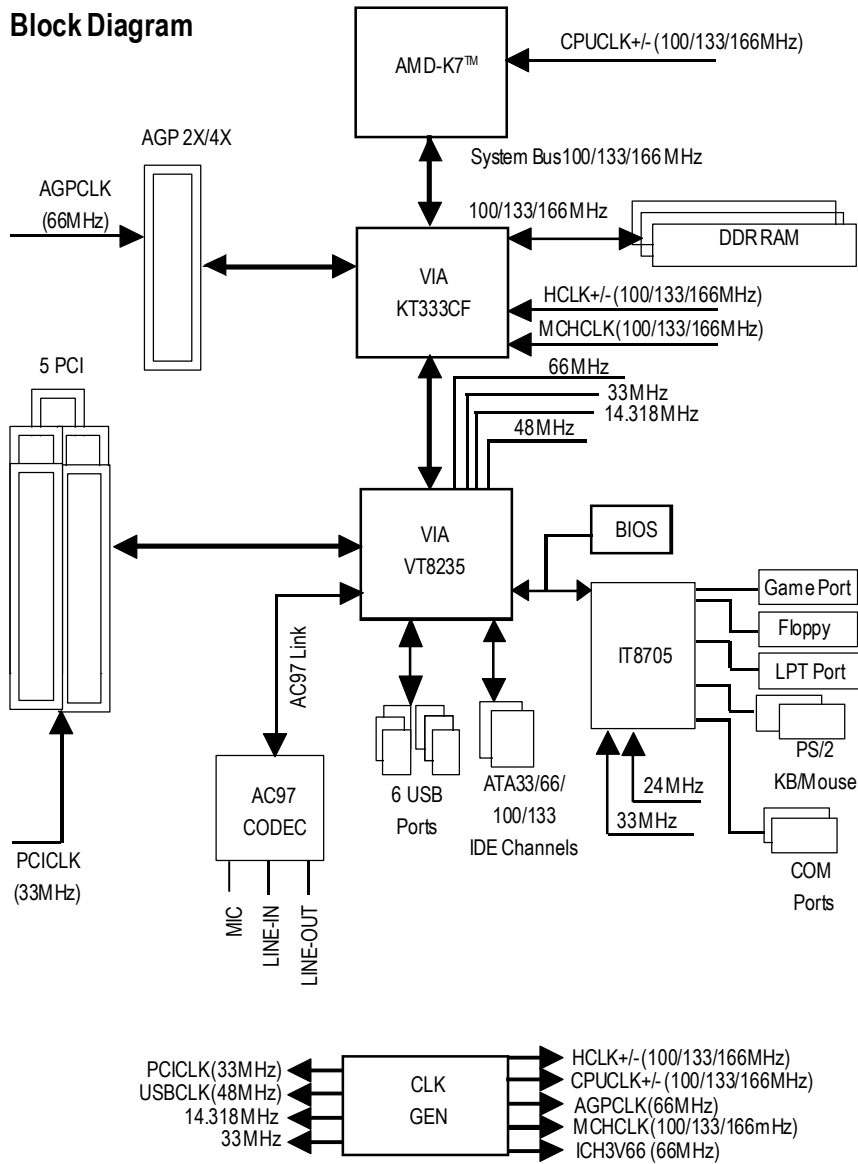 Block Diagram
AMD-K7™
CPUCLK+/- (100/133/166MHz)
AGP 2X/4X
System Bus100/133/166 MHz
AGPCLK
(66MHz)
100/133/166MHz
DDR RAM
VIA
KT333CF
HCLK+/- (100/133/166MHz)
MCHCLK(100/133/166MHz)
5 PCI
66MHz
33MHz
14.318MHz
48MHz
VIA
VT8235
BIOS
Game Port
Floppy
IT8705
LPT Port
AC97 Link
PS/2
KB/Mouse
24MHz
33MHz
AC97
CODEC
6 USB
Ports
ATA33/66/
100/133
IDE Channels
COM
Ports
PCICLK
(33MHz)
MIC
LINE-IN
LINE-OUT
PCICLK(33MHz)
USBCLK(48MHz)
14.318MHz
33MHz
CLK
GEN
HCLK+/- (100/133/166MHz)
CPUCLK+/- (100/133/166MHz)
AGPCLK(66MHz)
MCHCLK(100/133/166mHz)
ICH3V66 (66MHz)